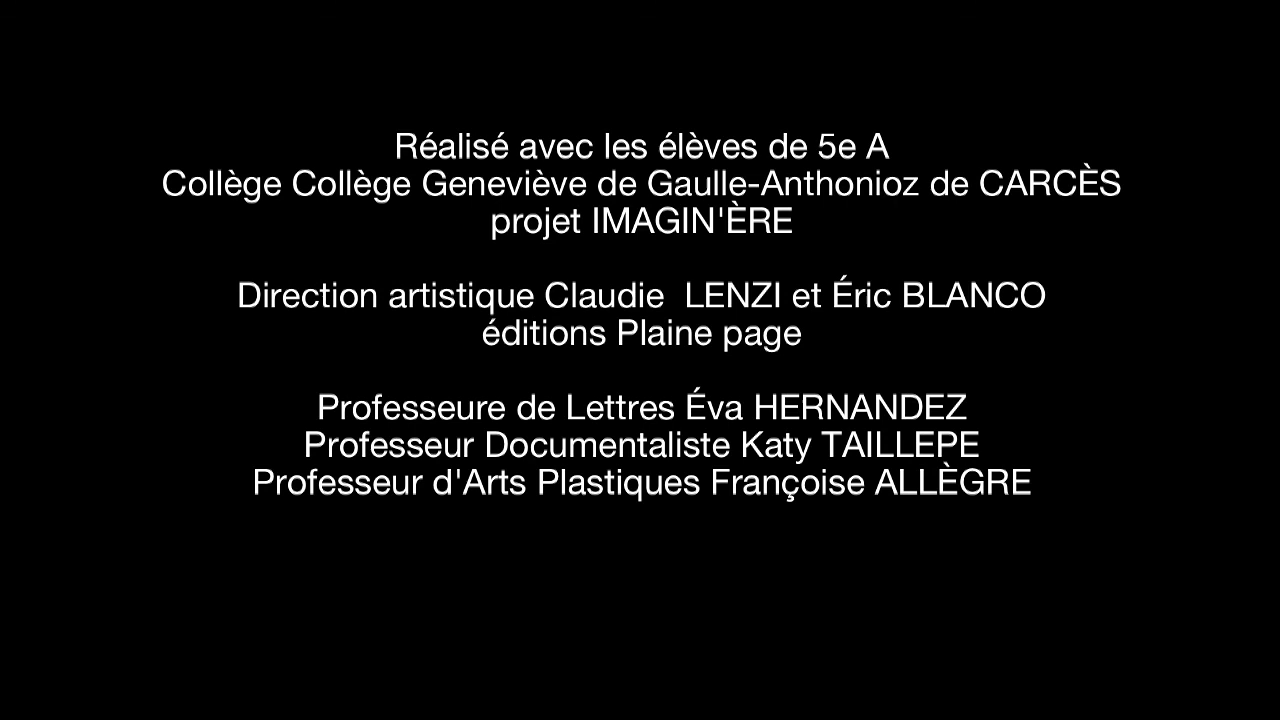 Réalisé avec les élèves de 5e A
Collège Collège Geneviève de Gaulle-Anthonioz de CARCÈS
projet IMAGIN'ÈRE
Direction artistique Claudie  LENZI et Éric BLANCO
éditions Plaine page
Professeure de Lettres Éva HERNANDEZ
Professeur Documentaliste Katy TAILLEPE
Professeur d'Arts Plastiques Françoise ALLÈGRE